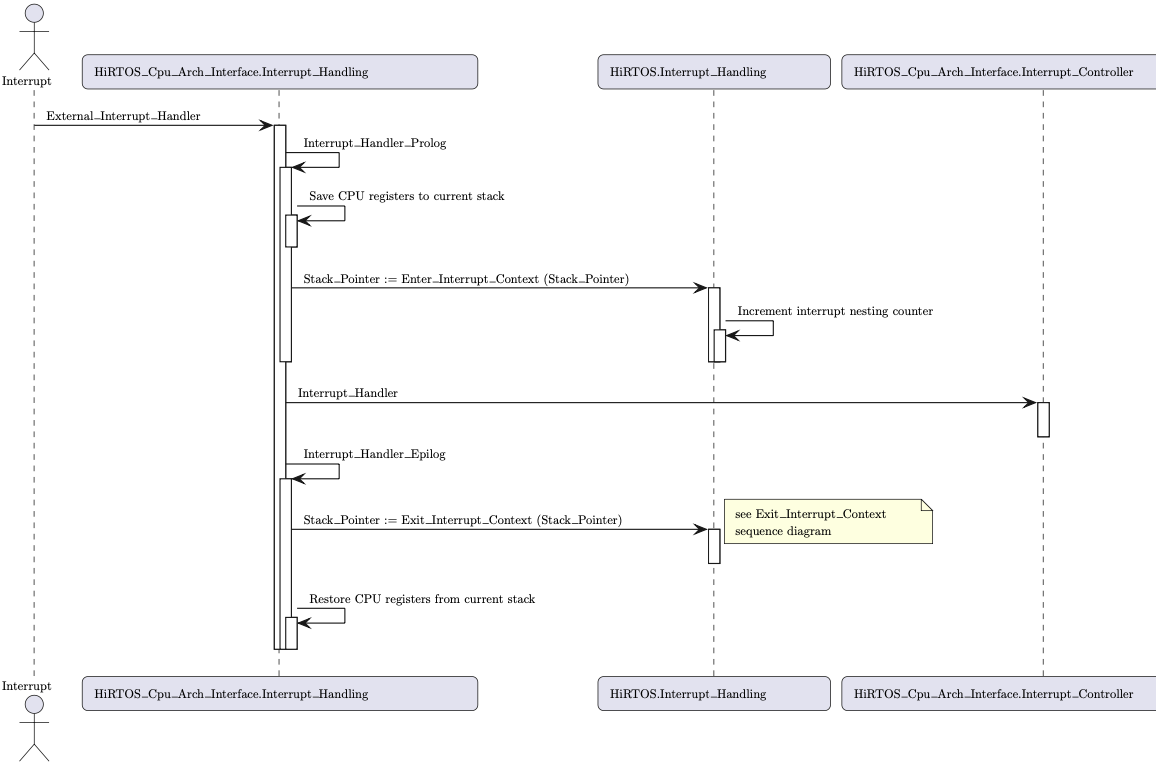 Interrupt
HiRTOS_Cpu_Arch_Interface.Interrupt_Handling
HiRTOS.Interrupt_Handling
HiRTOS_Cpu_Arch_Interface.Interrupt_Controller
External_Interrupt_Handler
Interrupt_Handler_Prolog
Save CPU registers to current stack
Stack_Pointer := Enter_Interrupt_Context (Stack_Pointer)
Increment interrupt nesting counter
Interrupt_Handler
Interrupt_Handler_Epilog
Stack_Pointer := Exit_Interrupt_Context (Stack_Pointer)
see Exit_Interrupt_Context
sequence diagram
Restore CPU registers from current stack
Interrupt
HiRTOS_Cpu_Arch_Interface.Interrupt_Handling
HiRTOS.Interrupt_Handling
HiRTOS_Cpu_Arch_Interface.Interrupt_Controller